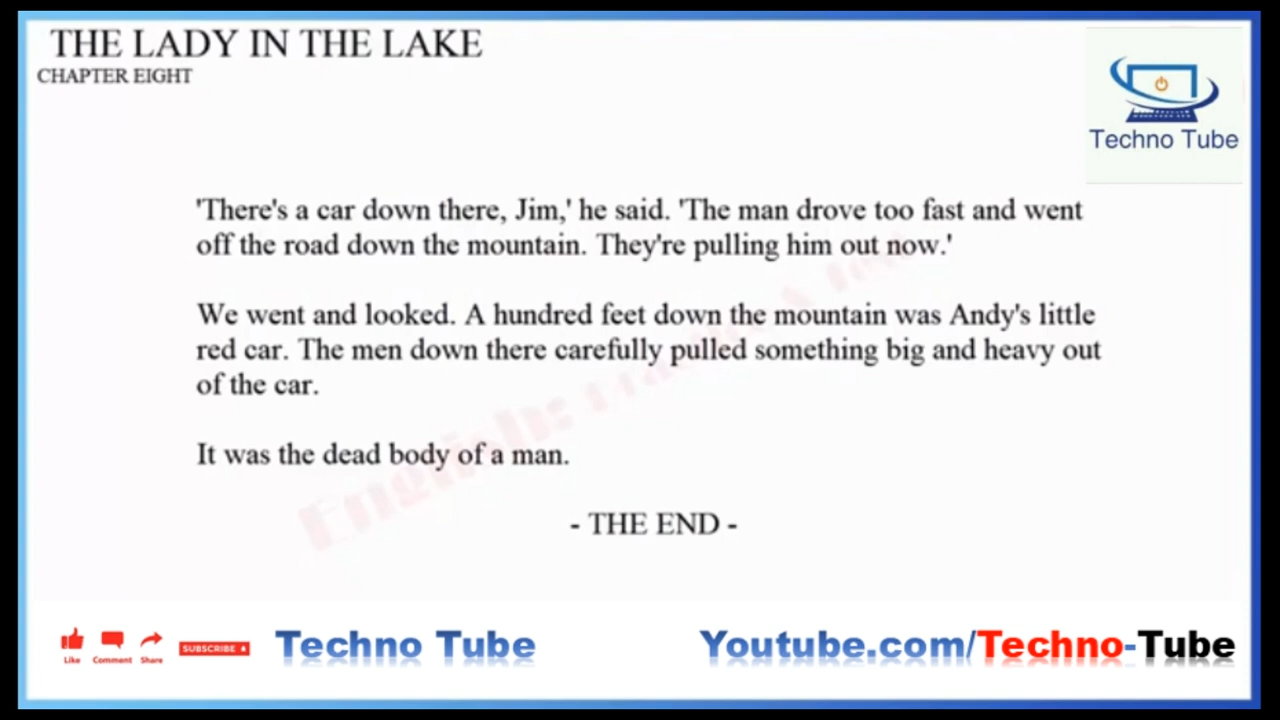 THE LADY IN THE LAKE
CHAPTER EIGHT
Techno Tube
'There's a car down there, Jim,' he said. 'The man drove too fast and went
off the road down the mountain. They're pulling him out now.'
We went and looked. A hundred feet down the mountain was Andy's little
red car. The men down there carefully pulled something big and heavy out
of the car.
It was the dead body of a man.
- THE END -
English:
Like Comment Share SUBSCRIBE Techno Tube Youtube.com/Techno-Tube